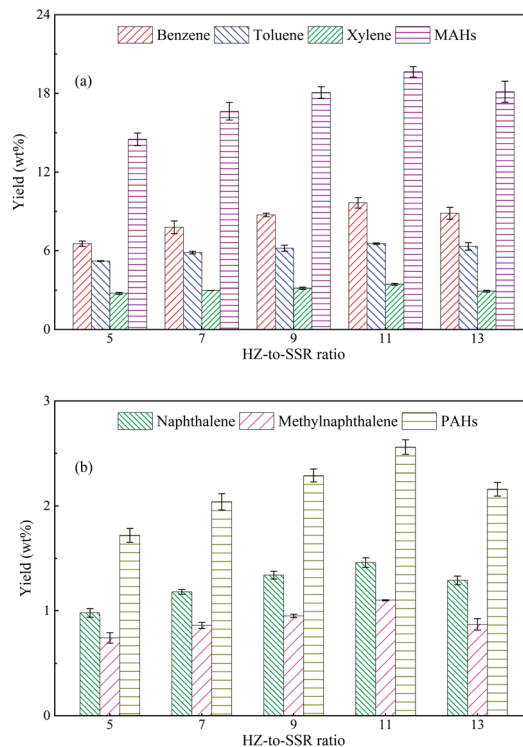 Benzene Toluene Xylene MAHs
(a)
24
18
12
6
0
Yield (wt%)
5 7 9 11 13
HZ-to-SSR ratio
Naphthalene Methylnaphthalene PAHs
(b)
3
2
1
0
Yield (wt%)
5 7 9 11 13
HZ-to-SSR ratio